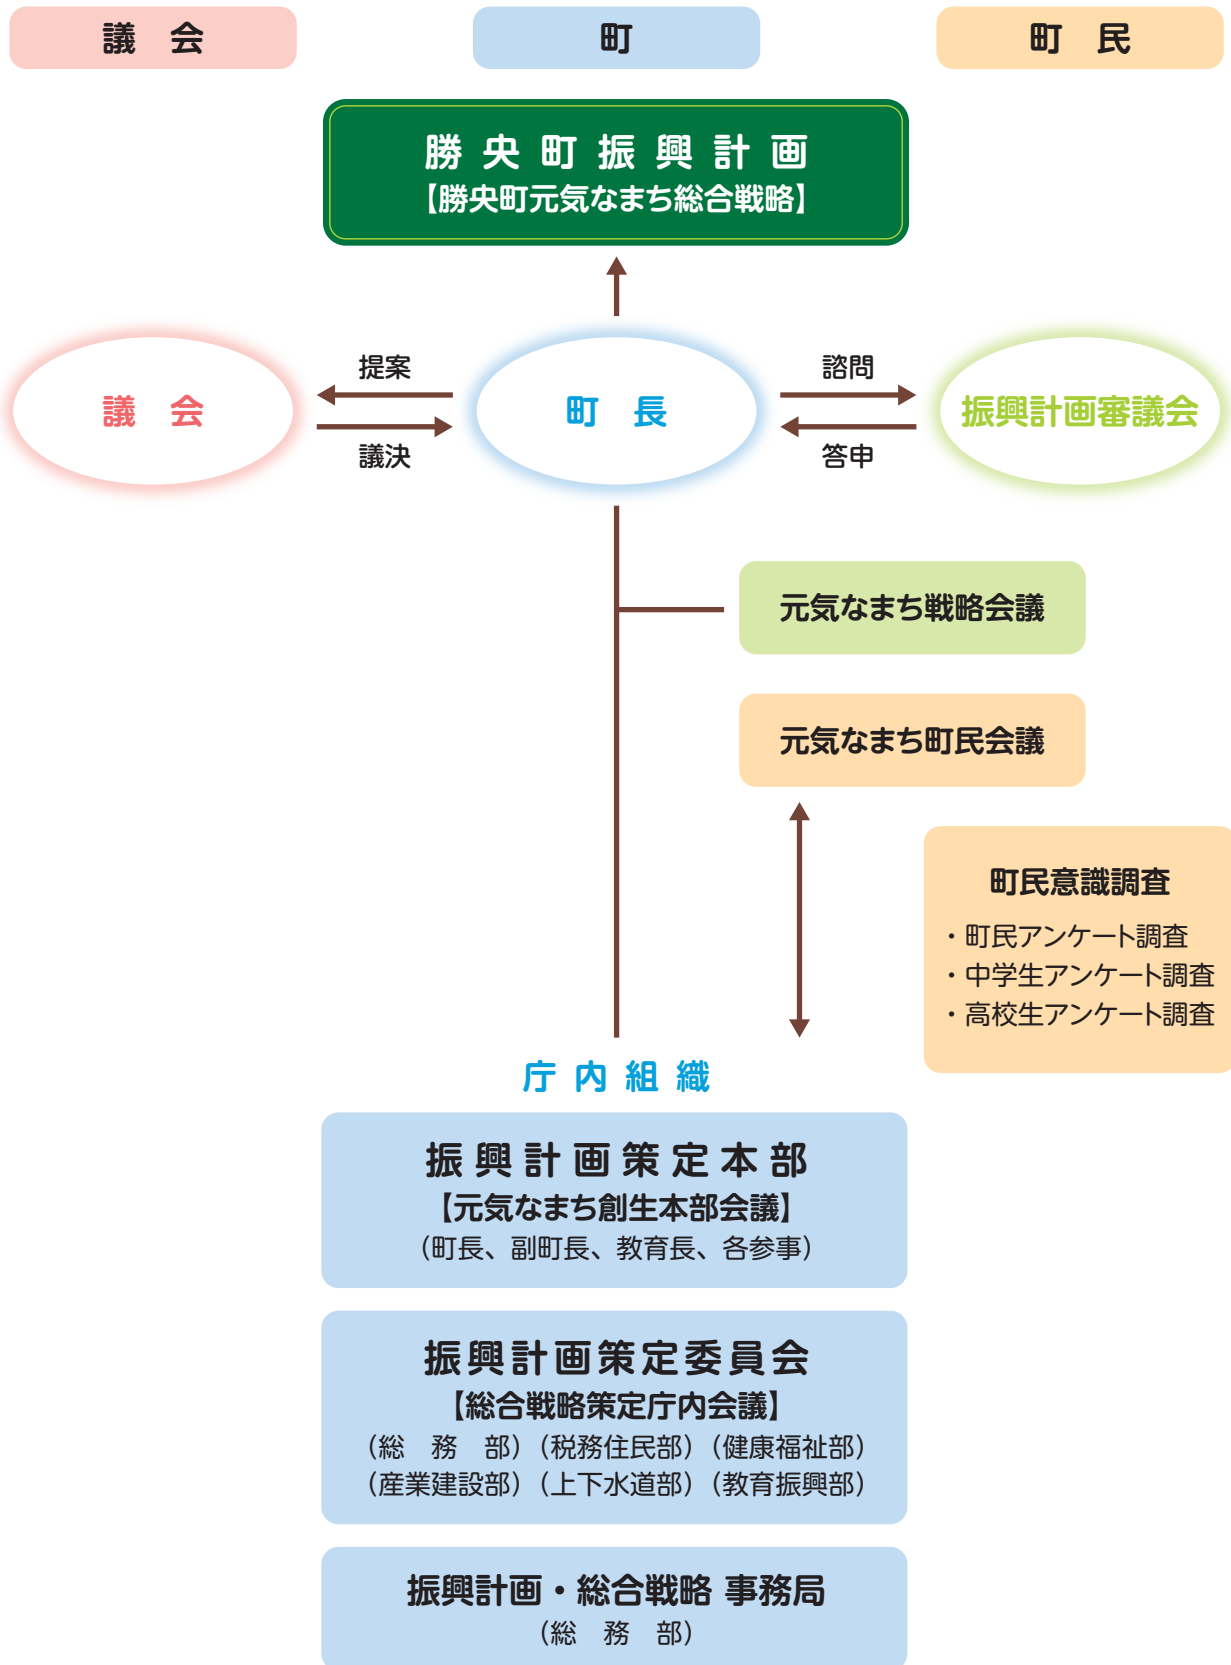 議　会
町
町　民
勝央町振興計画
【勝央町元気なまち総合戦略】
議　会
提案
議決
町　長
諮問
答申
振興計画審議会
元気なまち戦略会議
元気なまち町民会議
町民意識調査
・町民アンケート調査
・中学生アンケート調査
・高校生アンケート調査
庁内組織
振興計画策定本部
【元気なまち創生本部会議】
（町長、副町長、教育長、各参事）
振興計画策定委員会
【総合戦略策定庁内会議】
（総　務　部）（税務住民部）（健康福祉部）
（産業建設部）（上下水道部）（教育振興部）
振興計画・総合戦略 事務局
（総　務　部）